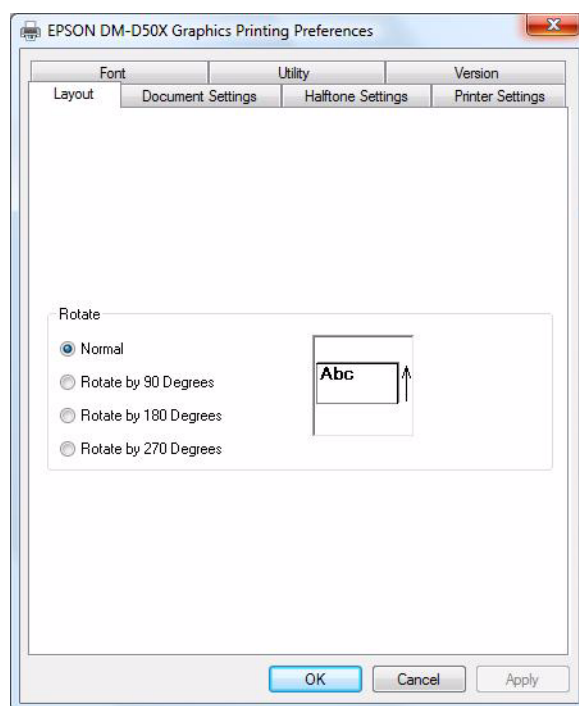 EPSON DM-D50X Graphics Printing Preferences
Font Utility Version
Layout Document Settings Halftone Settings Printer Settings
Rotate
Normal
Abc
Rotate by 90 Degrees
Rotate by 180 Degrees
Rotate by 270 Degrees
OK Cancel Apply